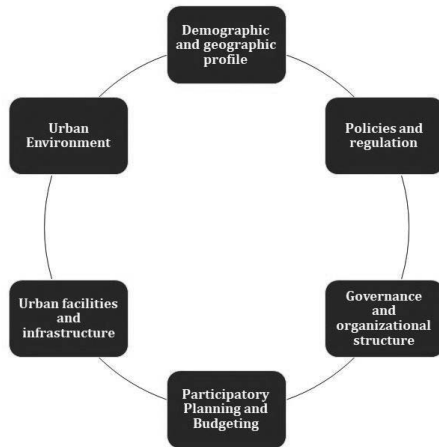 Demographic
and geographic
profile
Policies and
regulation
Governance
and
organizational
structure
Participatory
Planning and
Budgeting
Urban facilities
and
infrastructure
Urban
Environment